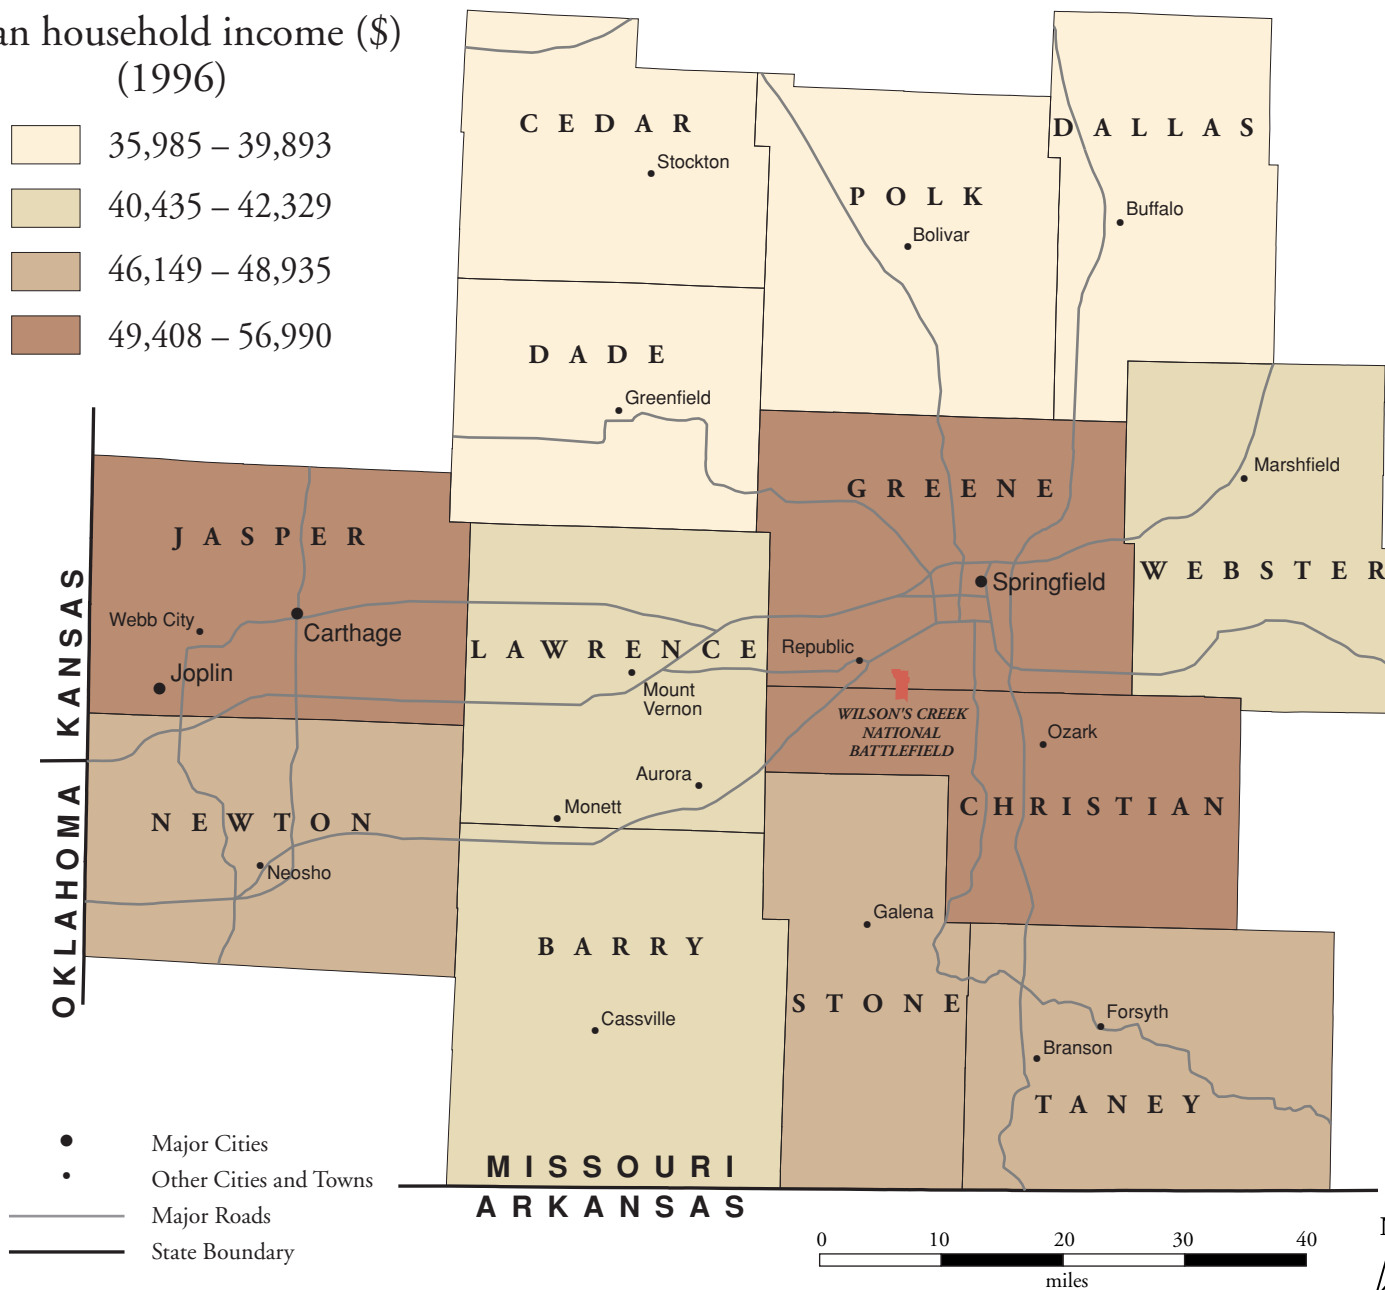 an household income ($)
(1996)
35,985 – 39,893
40,435 – 42,329
46,149 – 48,935
49,408 – 56,990
CEDAR
Stockton
DALLAS
POLK
Bolivar
Buffalo
DADE
Greenfield
GREENE
Marshfield
JASPER
WEBSTER
Springfield
Webb City
Carthage
Joplin
LAWRENCE
Republic
Mount
Vernon
WILSON'S CREEK
NATIONAL
BATTLEFIELD
Ozark
Aurora
Monett
CHRISTIAN
NEWTON
Neosho
KANSAS
OKLAHOMA
Galena
BARRY
STONE
Cassville
Forsyth
Branson
TANEY
MISSOURI
ARKANSAS
Major Cities
Other Cities and Towns
Major Roads
State Boundary
0 10 20 30 40
miles